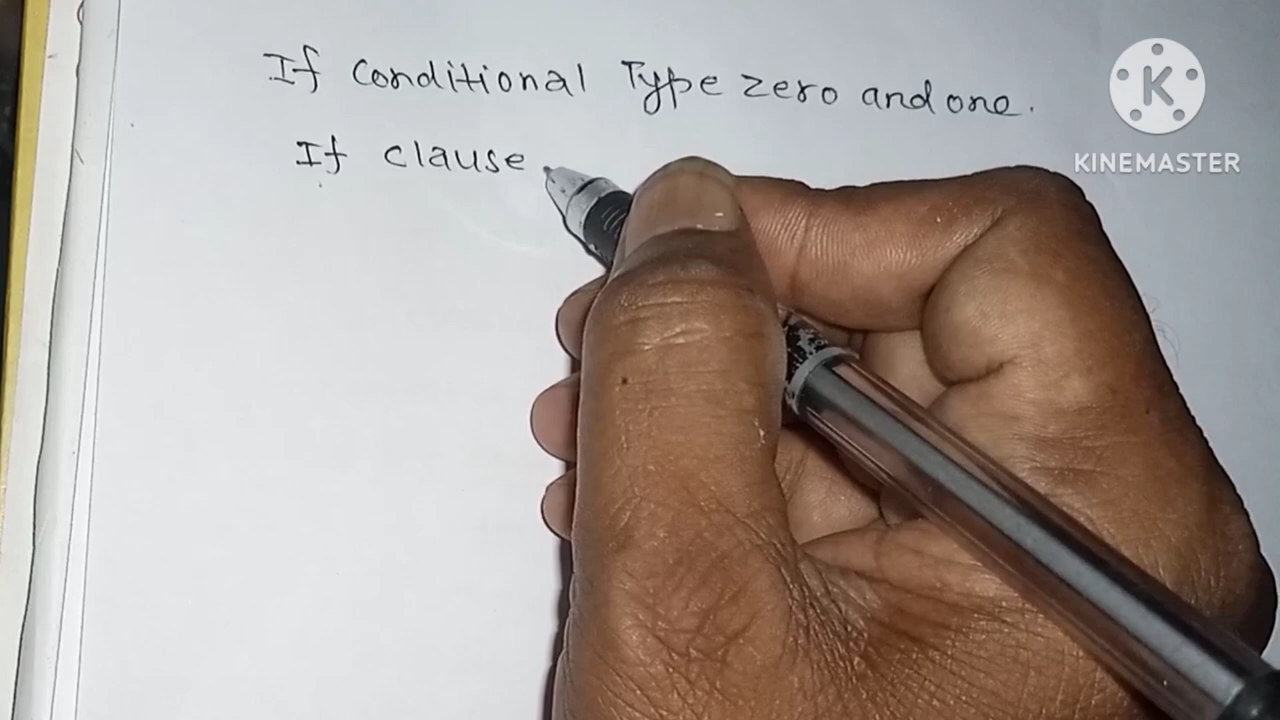 If conditional Type zero and one.
If clause
K
KINEMASTER